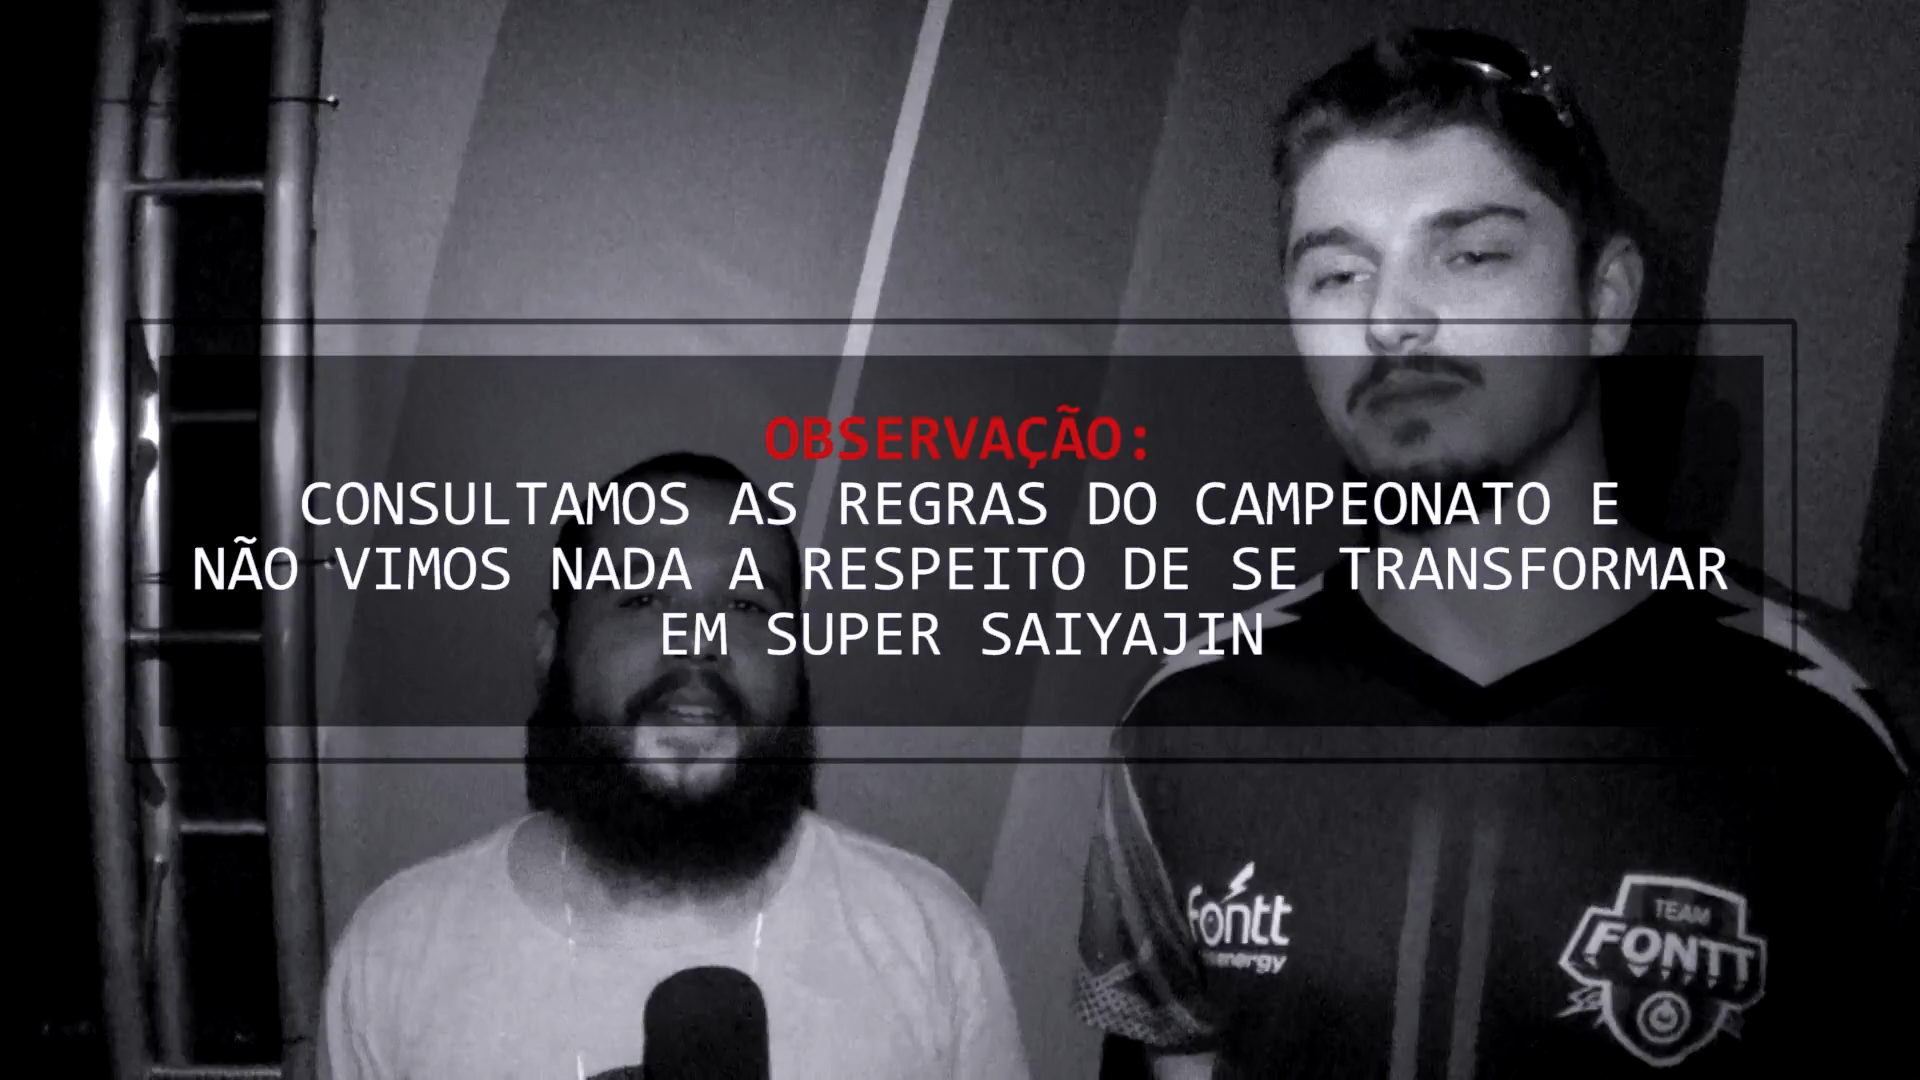 OBSERVAÇÃO:
CONSULTAMOS AS REGRAS DO CAMPEONATO E
NÃO VIMOS NADA A RESPEITO DE SE TRANSFORMAR
EM SUPER SAIYAJIN
fontt
energy
TEAM
FONTT